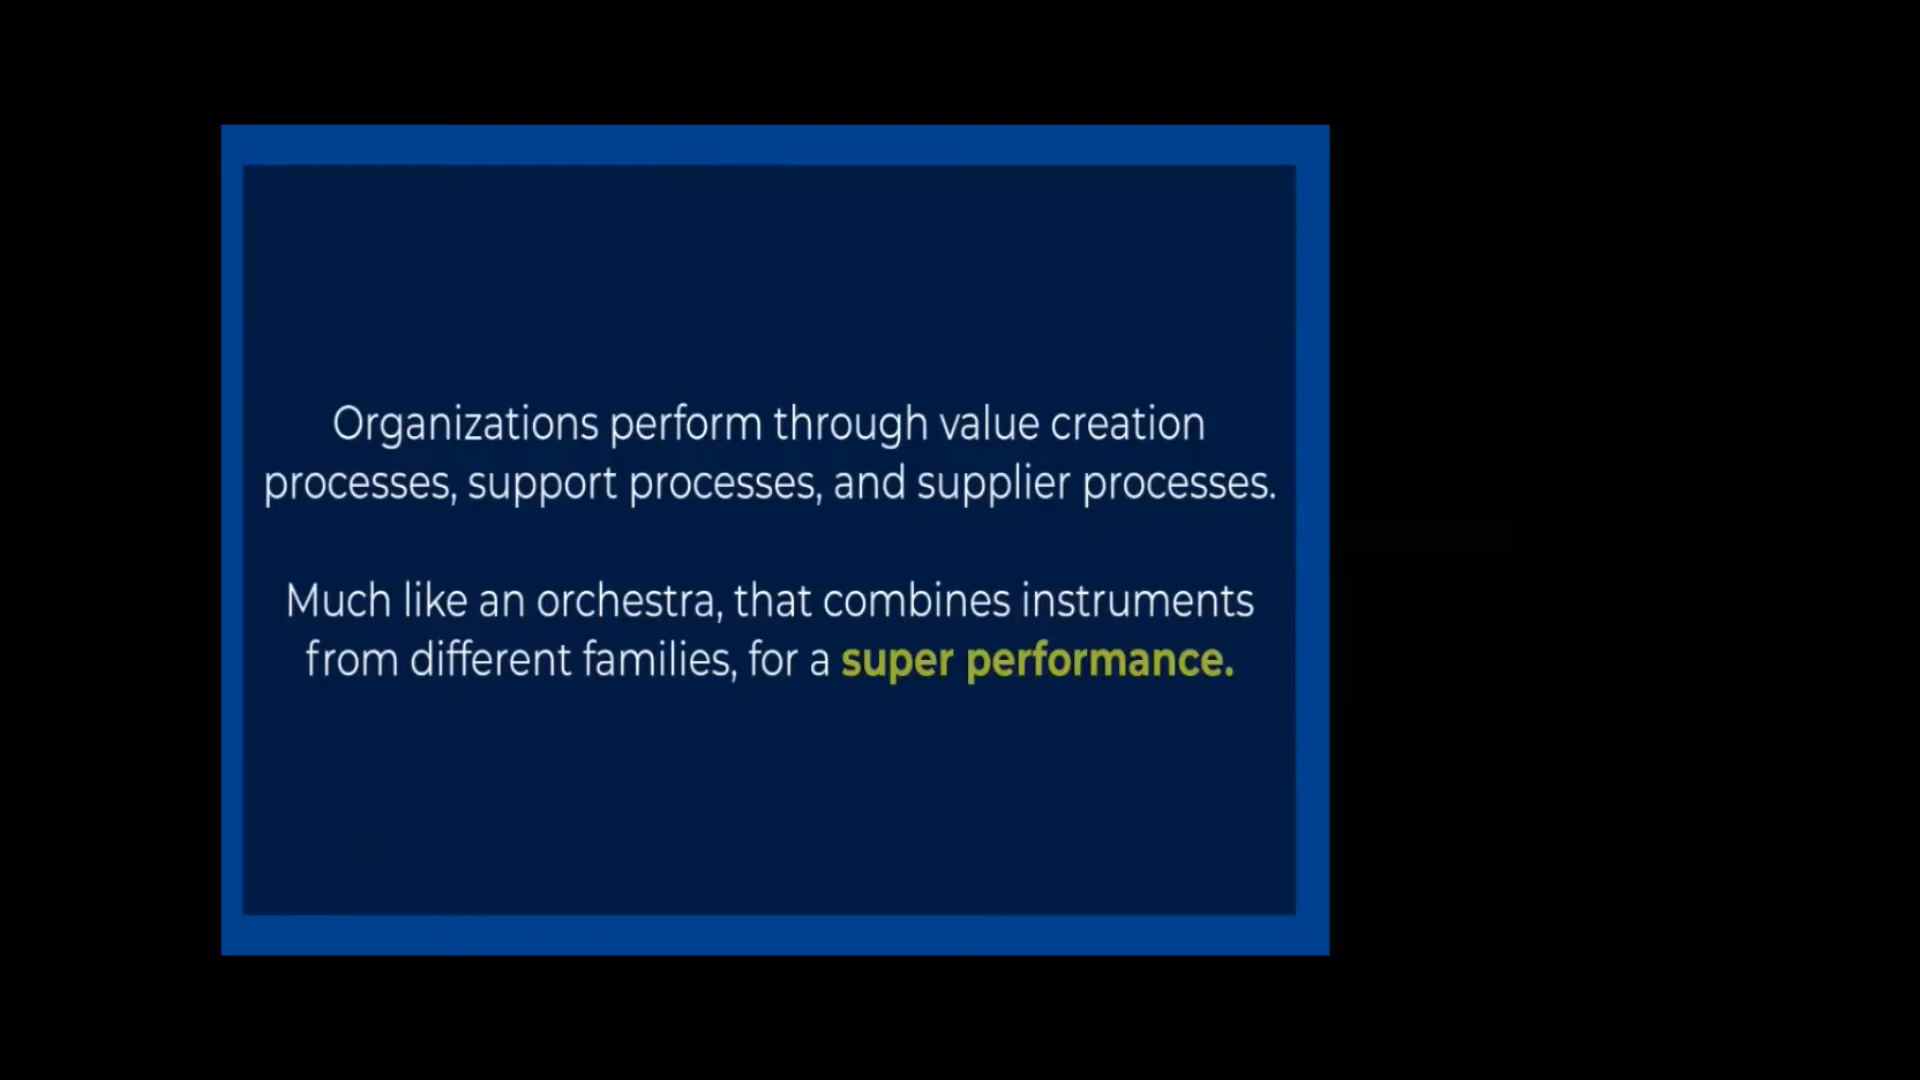 Organizations perform through value creation
processes, support processes, and supplier processes.
Much like an orchestra, that combines instruments
from different families, for a super performance.